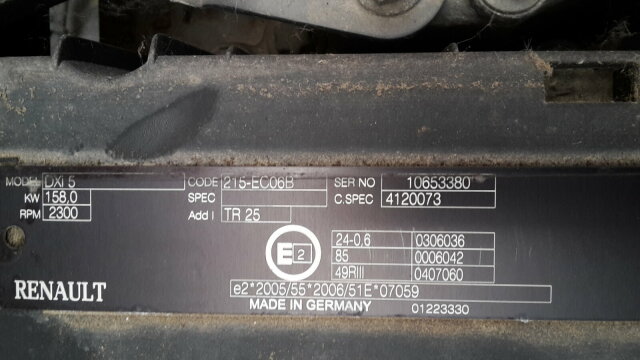 MODEL DXi 5 CODE 215-EC06B SER NO 10653380
KW 158,0 SPEC C.SPEC 4120073
RPM 2300 Add I TR 25
E 2 24-0,6 0306036
85 0006042
49RIII 0407060
e2*2005/55*2006/51E*07059
RENAULT MADE IN GERMANY 01223330